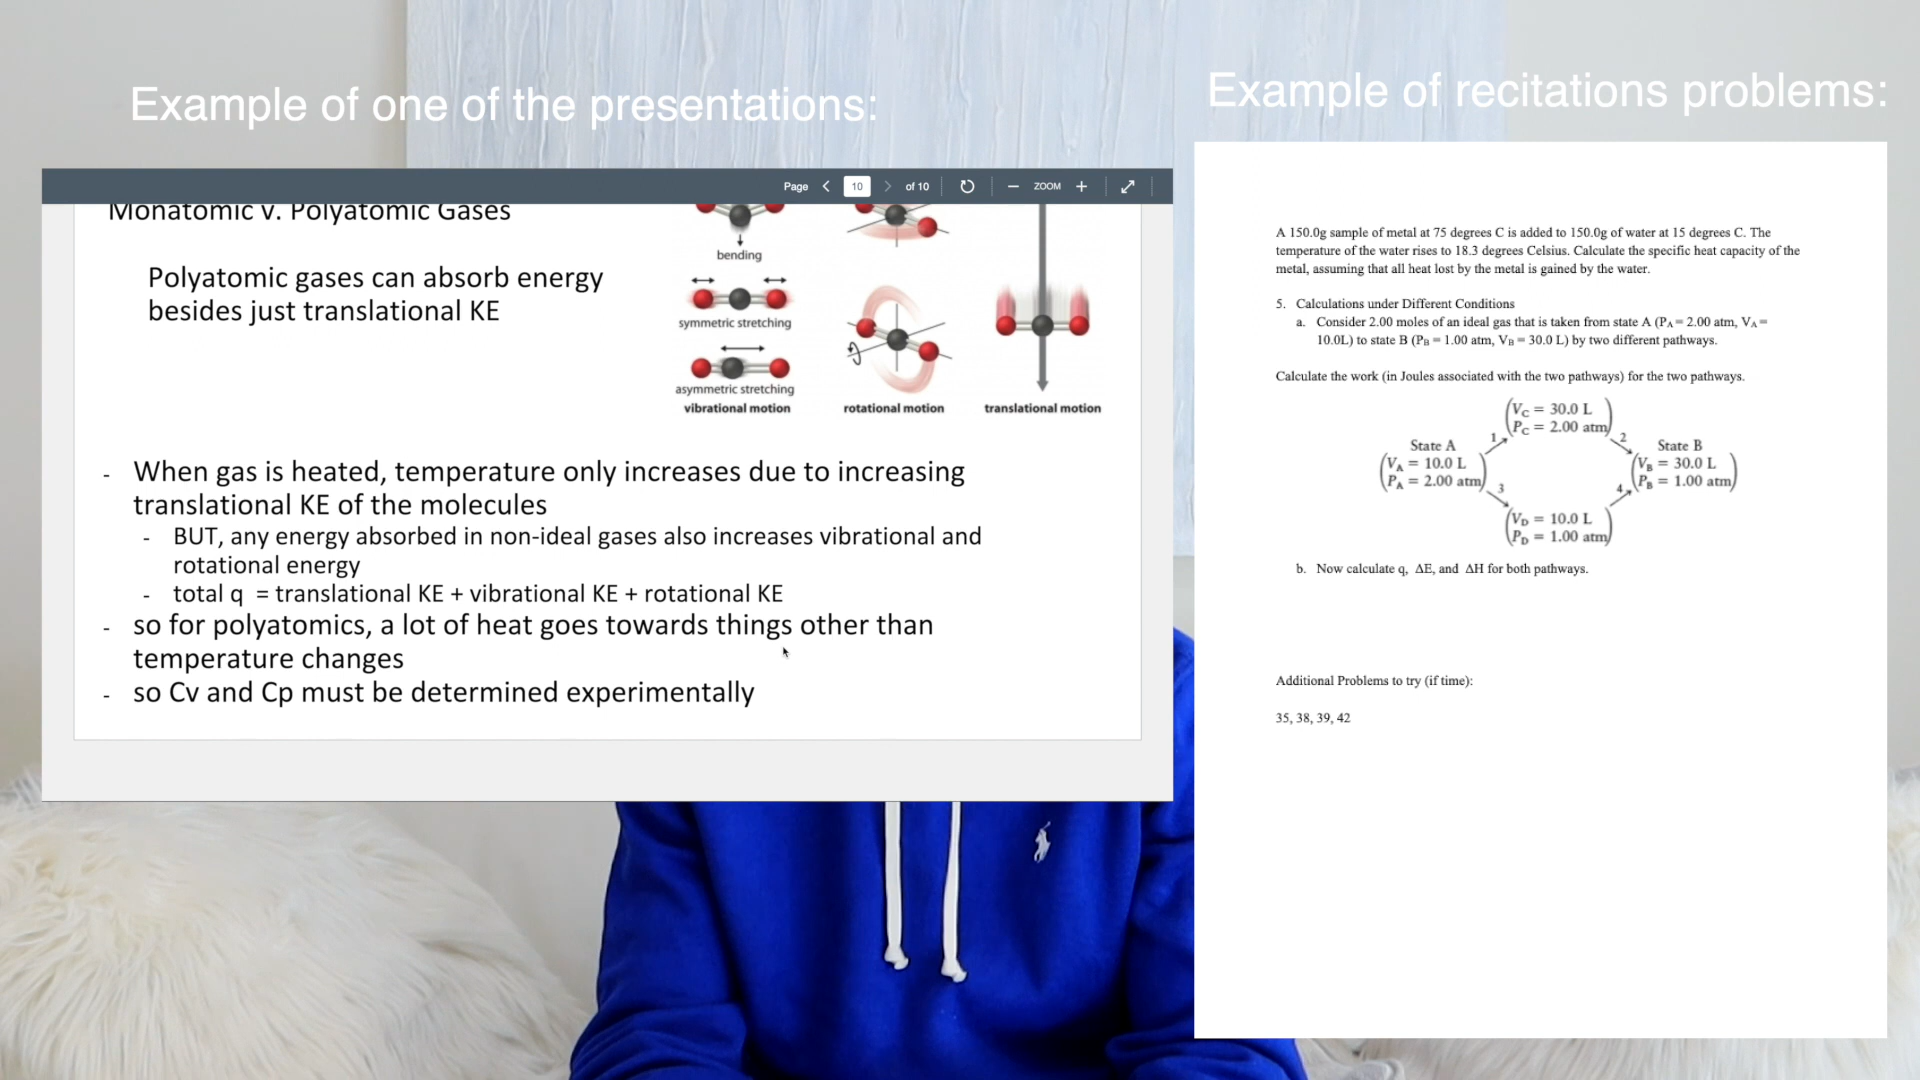 Example of one of the presentations:
Example of recitations problems:
Page 10 of 10 ZOOM
Monatomic v. Polyatomic Gases
Polyatomic gases can absorb energy
besides just translational KE
bending
symmetric stretching
asymmetric stretching
vibrational motion
rotational motion
translational motion
- When gas is heated, temperature only increases due to increasing
translational KE of the molecules
- BUT, any energy absorbed in non-ideal gases also increases vibrational and
rotational energy
- total q = translational KE + vibrational KE + rotational KE
- so for polyatomics, a lot of heat goes towards things other than
temperature changes
- so Cv and Cp must be determined experimentally
A 150.0g sample of metal at 75 degrees C is added to 150.0g of water at 15 degrees C. The
temperature of the water rises to 18.3 degrees Celsius. Calculate the specific heat capacity of the
metal, assuming that all heat lost by the metal is gained by the water.
5. Calculations under Different Conditions
a. Consider 2.00 moles of an ideal gas that is taken from state A (PA = 2.00 atm, VA =
10.0L) to state B (PB = 1.00 atm, VB = 30.0 L) by two different pathways.
Calculate the work (in Joules associated with the two pathways) for the two pathways.
VC = 30.0 L
PC = 2.00 atm
1
2
State A
VA = 10.0 L
PA = 2.00 atm
State B
VB = 30.0 L
PB = 1.00 atm
3
4
VD = 10.0 L
PD = 1.00 atm
b. Now calculate q, ΔE, and ΔH for both pathways.
Additional Problems to try (if time):
35, 38, 39, 42